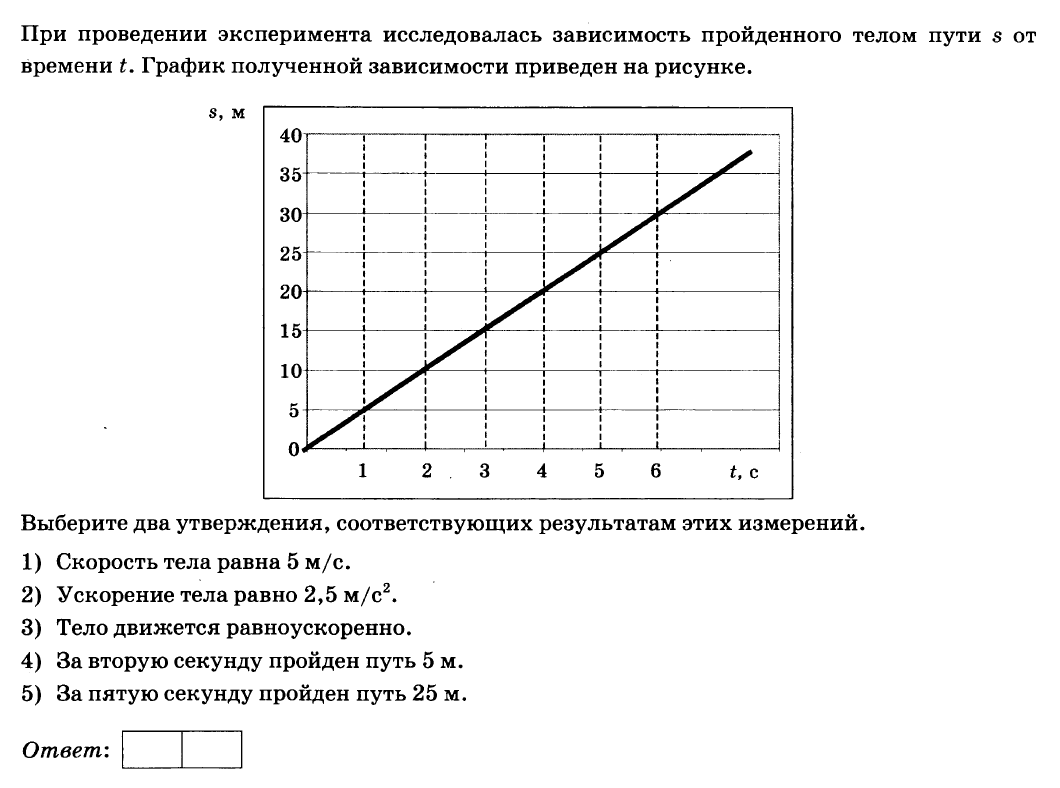 При проведении эксперимента исследовалась зависимость пройденного телом пути s от
времени t. График полученной зависимости приведен на рисунке.
s, м
40
35
30
25
20
15
10
5
0
1 2 3 4 5 6 t, с
Выберите два утверждения, соответствующих результатам этих измерений.
1) Скорость тела равна 5 м/с.
2) Ускорение тела равно 2,5 м/с².
3) Тело движется равноускоренно.
4) За вторую секунду пройден путь 5 м.
5) За пятую секунду пройден путь 25 м.
Ответ: